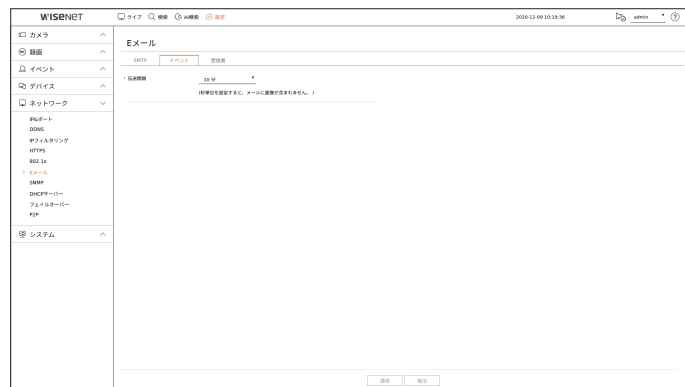 WISENET
ライブ 検索 AI検索 設定
2020-12-09 10:19:36
admin
カメラ
録画
イベント
デバイス
ネットワーク
IP&ポート
DDNS
IPフィルタリング
HTTPS
802.1x
Eメール
SNMP
DHCPサーバー
フェイルオーバー
P2P
システム
Eメール
SMTP イベント 受信者
伝送間隔
10 分
(秒単位を設定すると、メールに画像が含まれません。)
適用